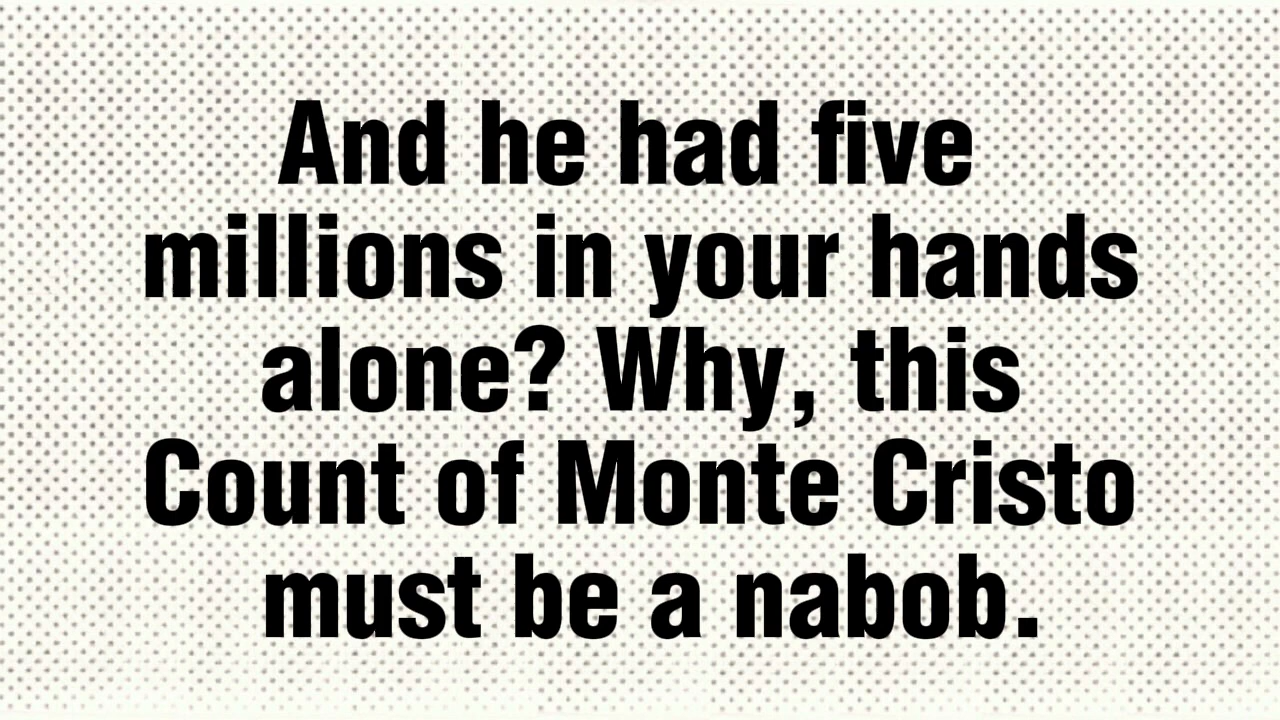 And he had five
millions in your hands
alone? Why, this
Count of Monte Cristo
must be a nabob.